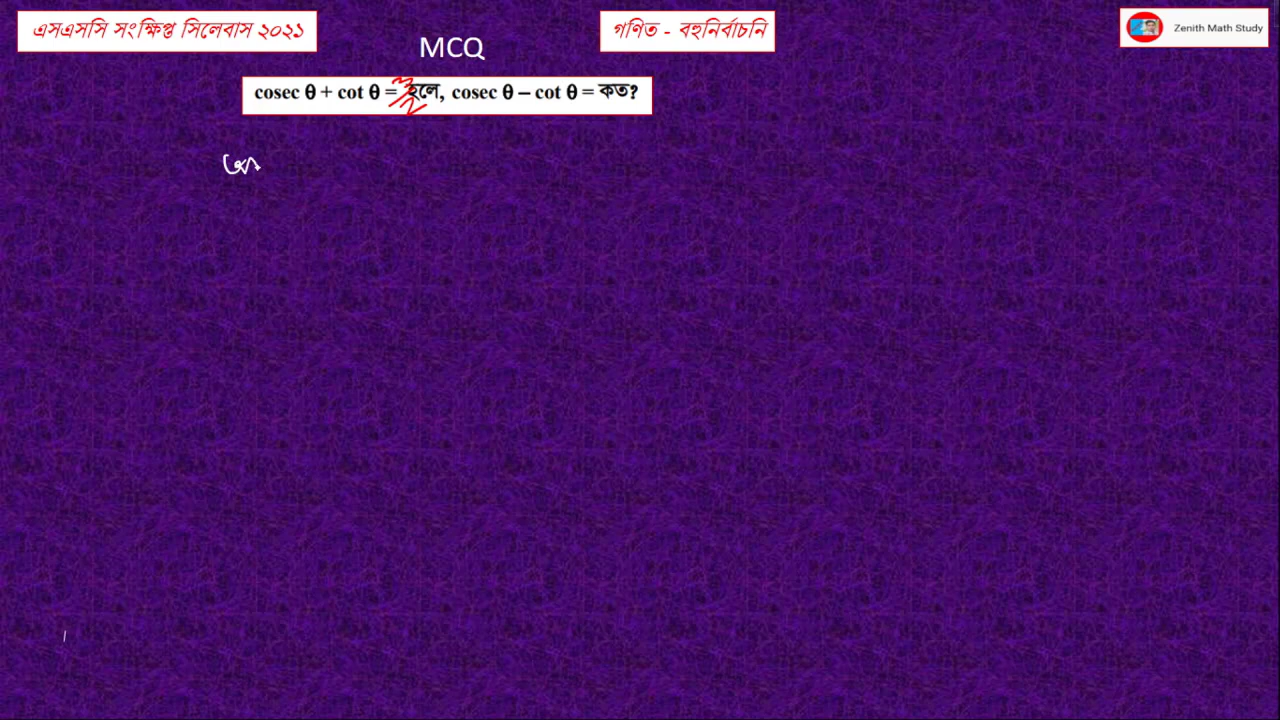 এসএসসি সংক্ষিপ্ত সিলেবাস ২০২১
গণিত - বহুনির্বাচনি
Zenith Math Study
MCQ
cosec θ + cot θ = হলে, cosec θ – cot θ = কত?